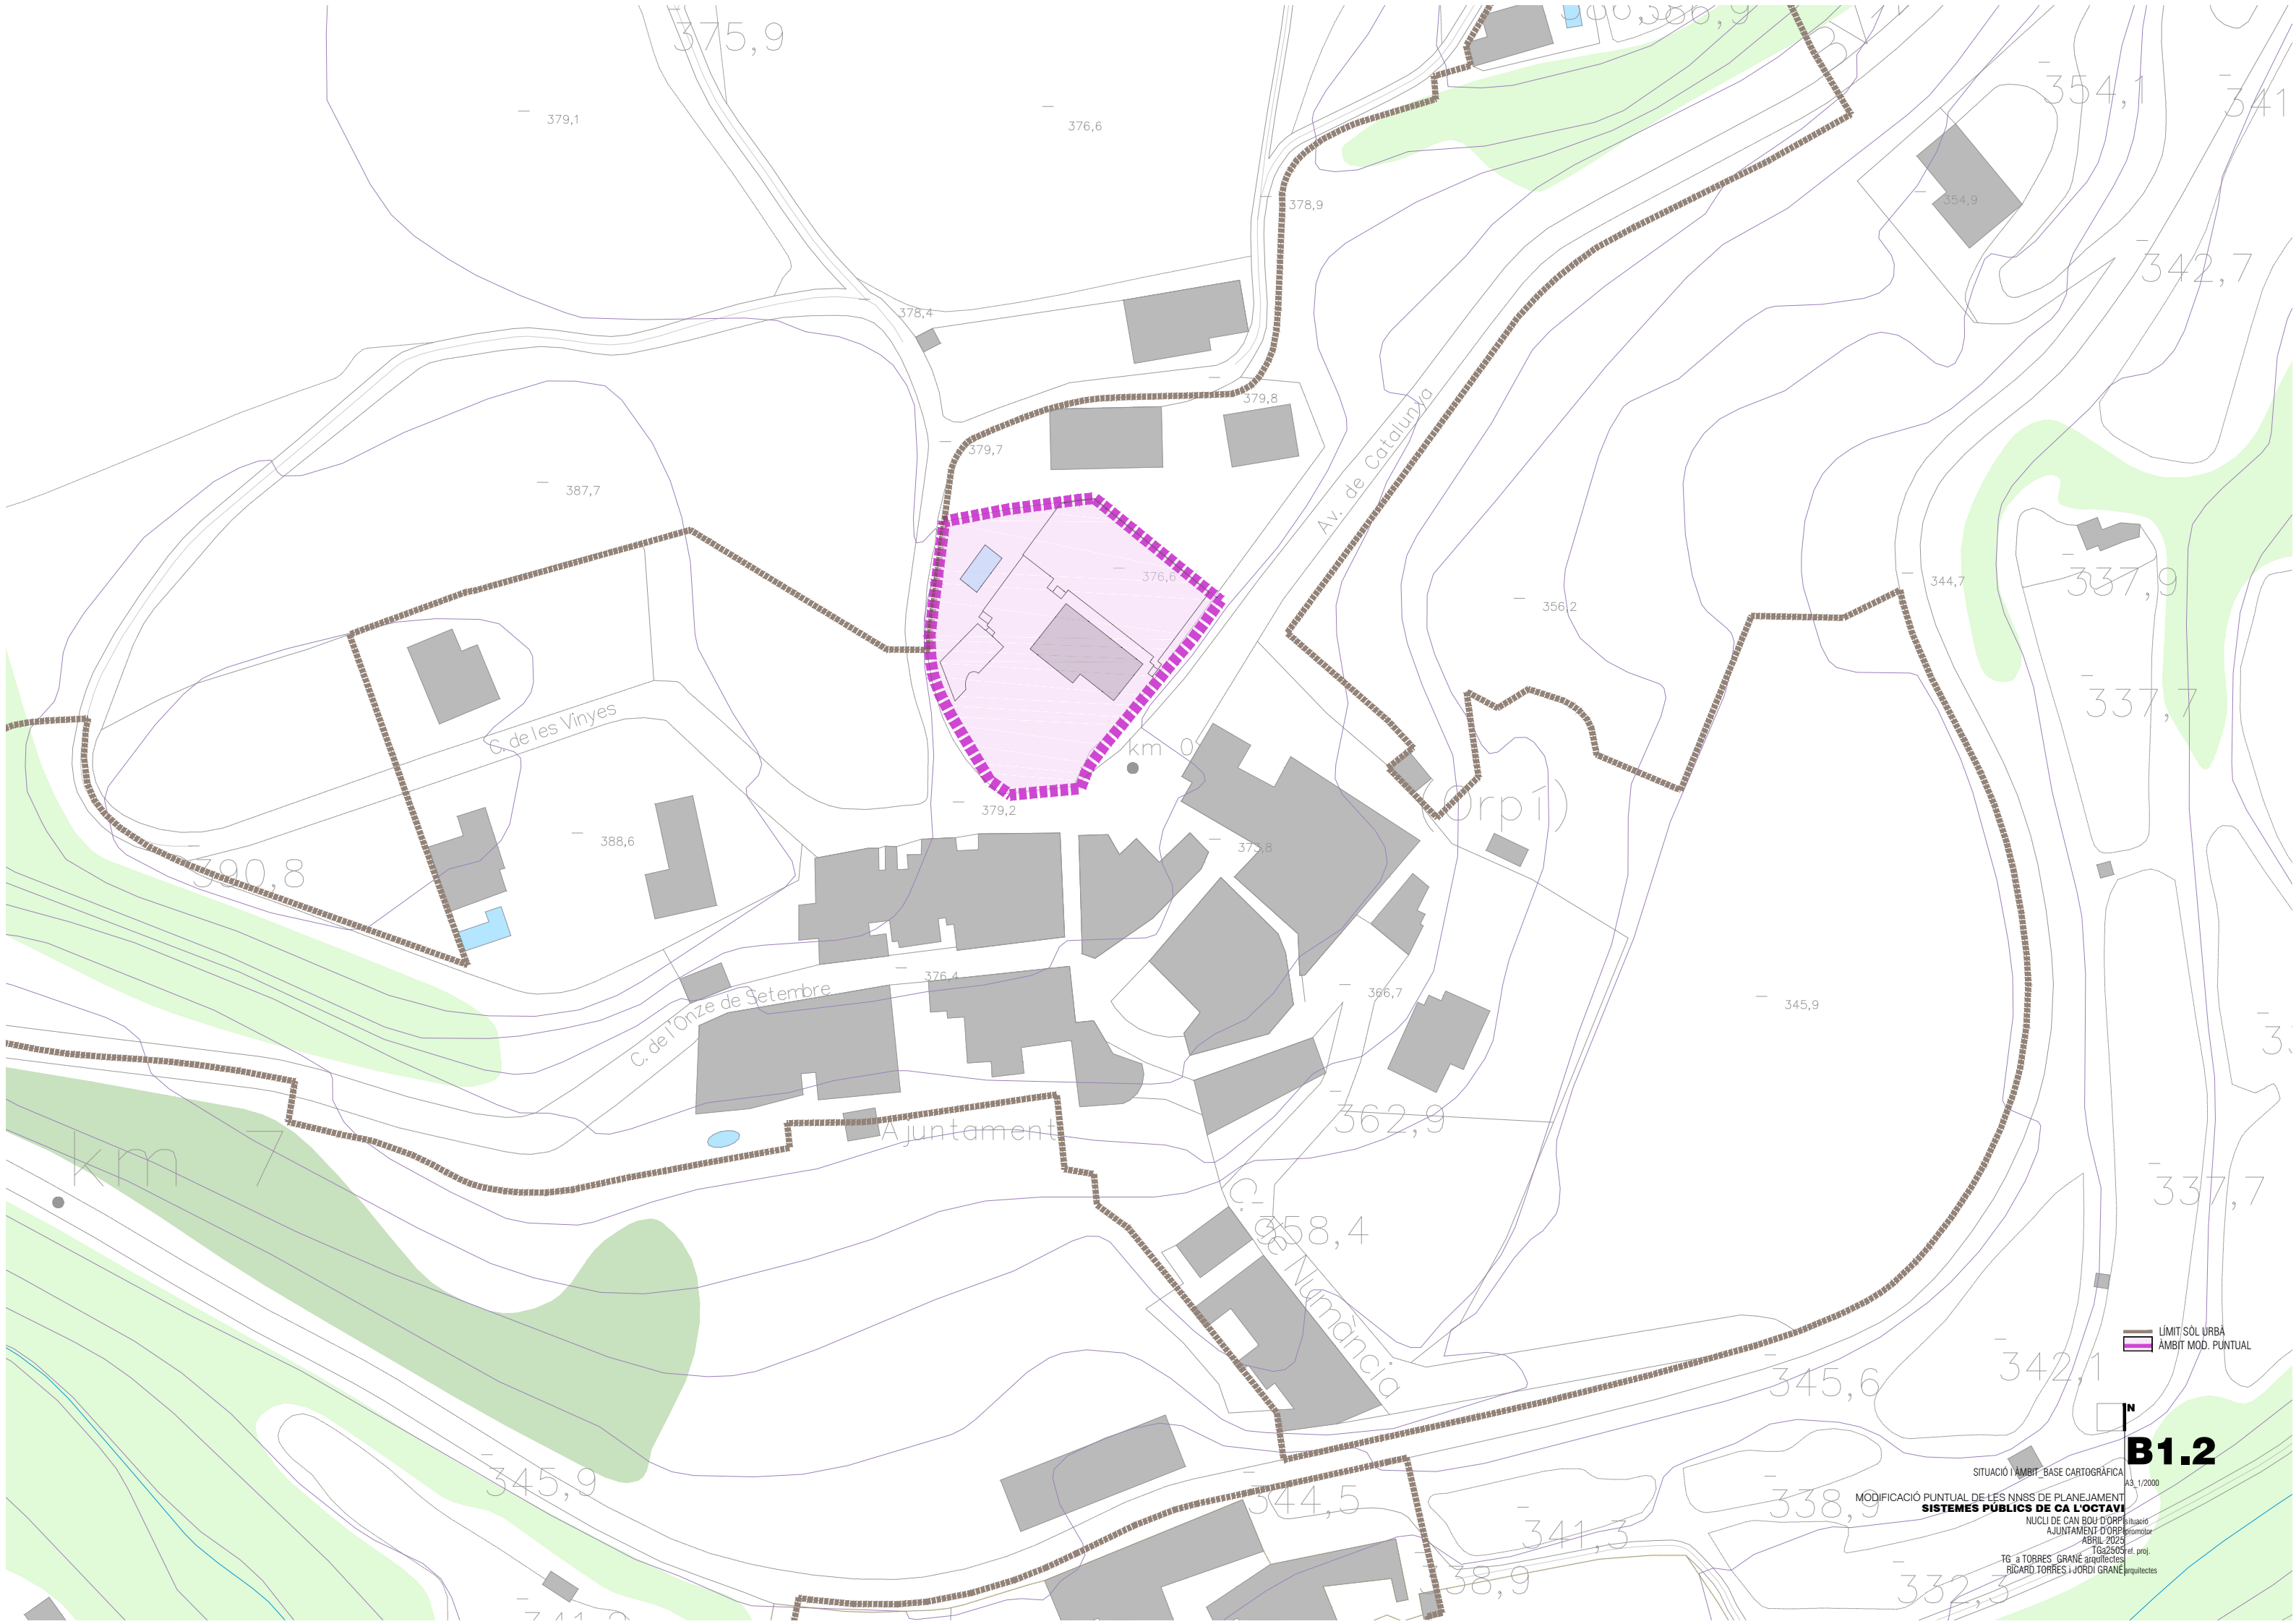 375,9
386,9
354,1
341
379,1
376,6
378,9
354,9
342,7
378,4
379,8
379,7
Av. de Catalunya
387,7
376,6
356,2
344,7
337,9
337,7
C. de les Vinyes
km 0
379,2
(Orpí)
388,6
373,8
390,8
376,4
366,7
345,9
C. de l'Onze de Setembre
362,9
Ajuntament
km 7
337,7
358,4
C. de Numància
LÍMIT SÒL URBÀ
ÀMBIT MOD. PUNTUAL
345,6
342,1
N
B1.2
SITUACIÓ I ÀMBIT_BASE CARTOGRÀFICA
A3_1/2000
345,9
344,5
338,9
MODIFICACIÓ PUNTUAL DE LES NNSS DE PLANEJAMENT
SISTEMES PÚBLICS DE CA L'OCTAVI
NUCLI DE CAN BOU D'ORPÍ situació
AJUNTAMENT D'ORPÍ promotor
ABRIL 2025
TGa2505 ref. proj.
TG_a TORRES_GRANÉ arquitectes
RICARD TORRES I JORDI GRANÉ arquitectes
341,3
338,9
332,3